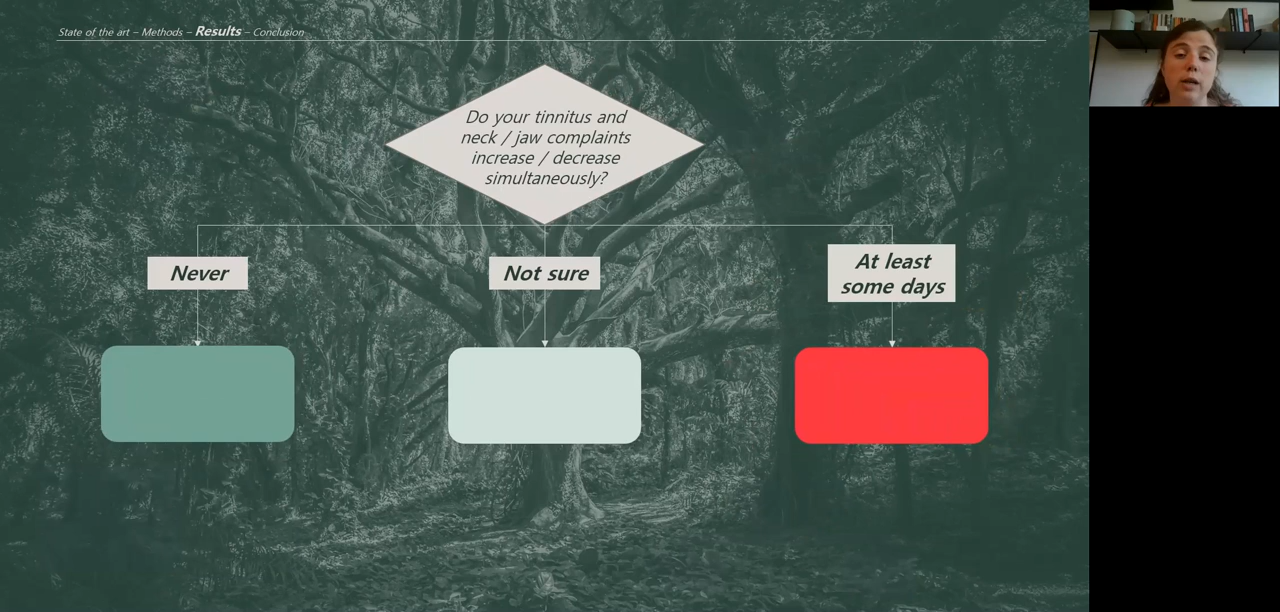 State of the art – Methods – Results – Conclusion
Do your tinnitus and
neck / jaw complaints
increase / decrease
simultaneously?
Never
Not sure
At least
some days